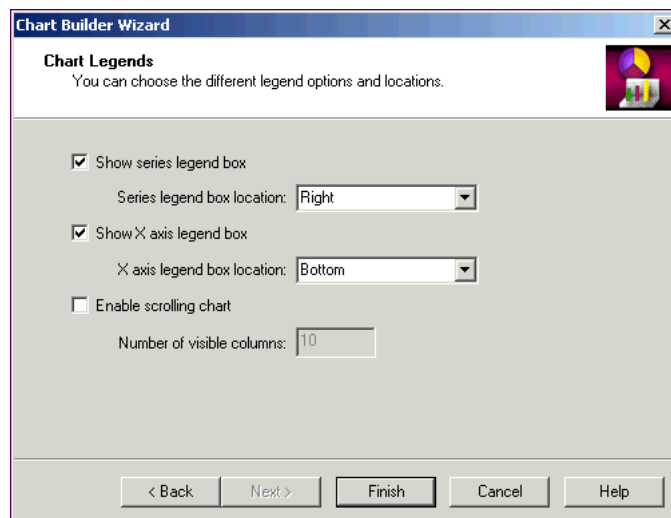 Chart Builder Wizard
Chart Legends
You can choose the different legend options and locations.
Show series legend box
Series legend box location: Right
Show X axis legend box
X axis legend box location: Bottom
Enable scrolling chart
Number of visible columns: 10
< Back Next > Finish Cancel Help